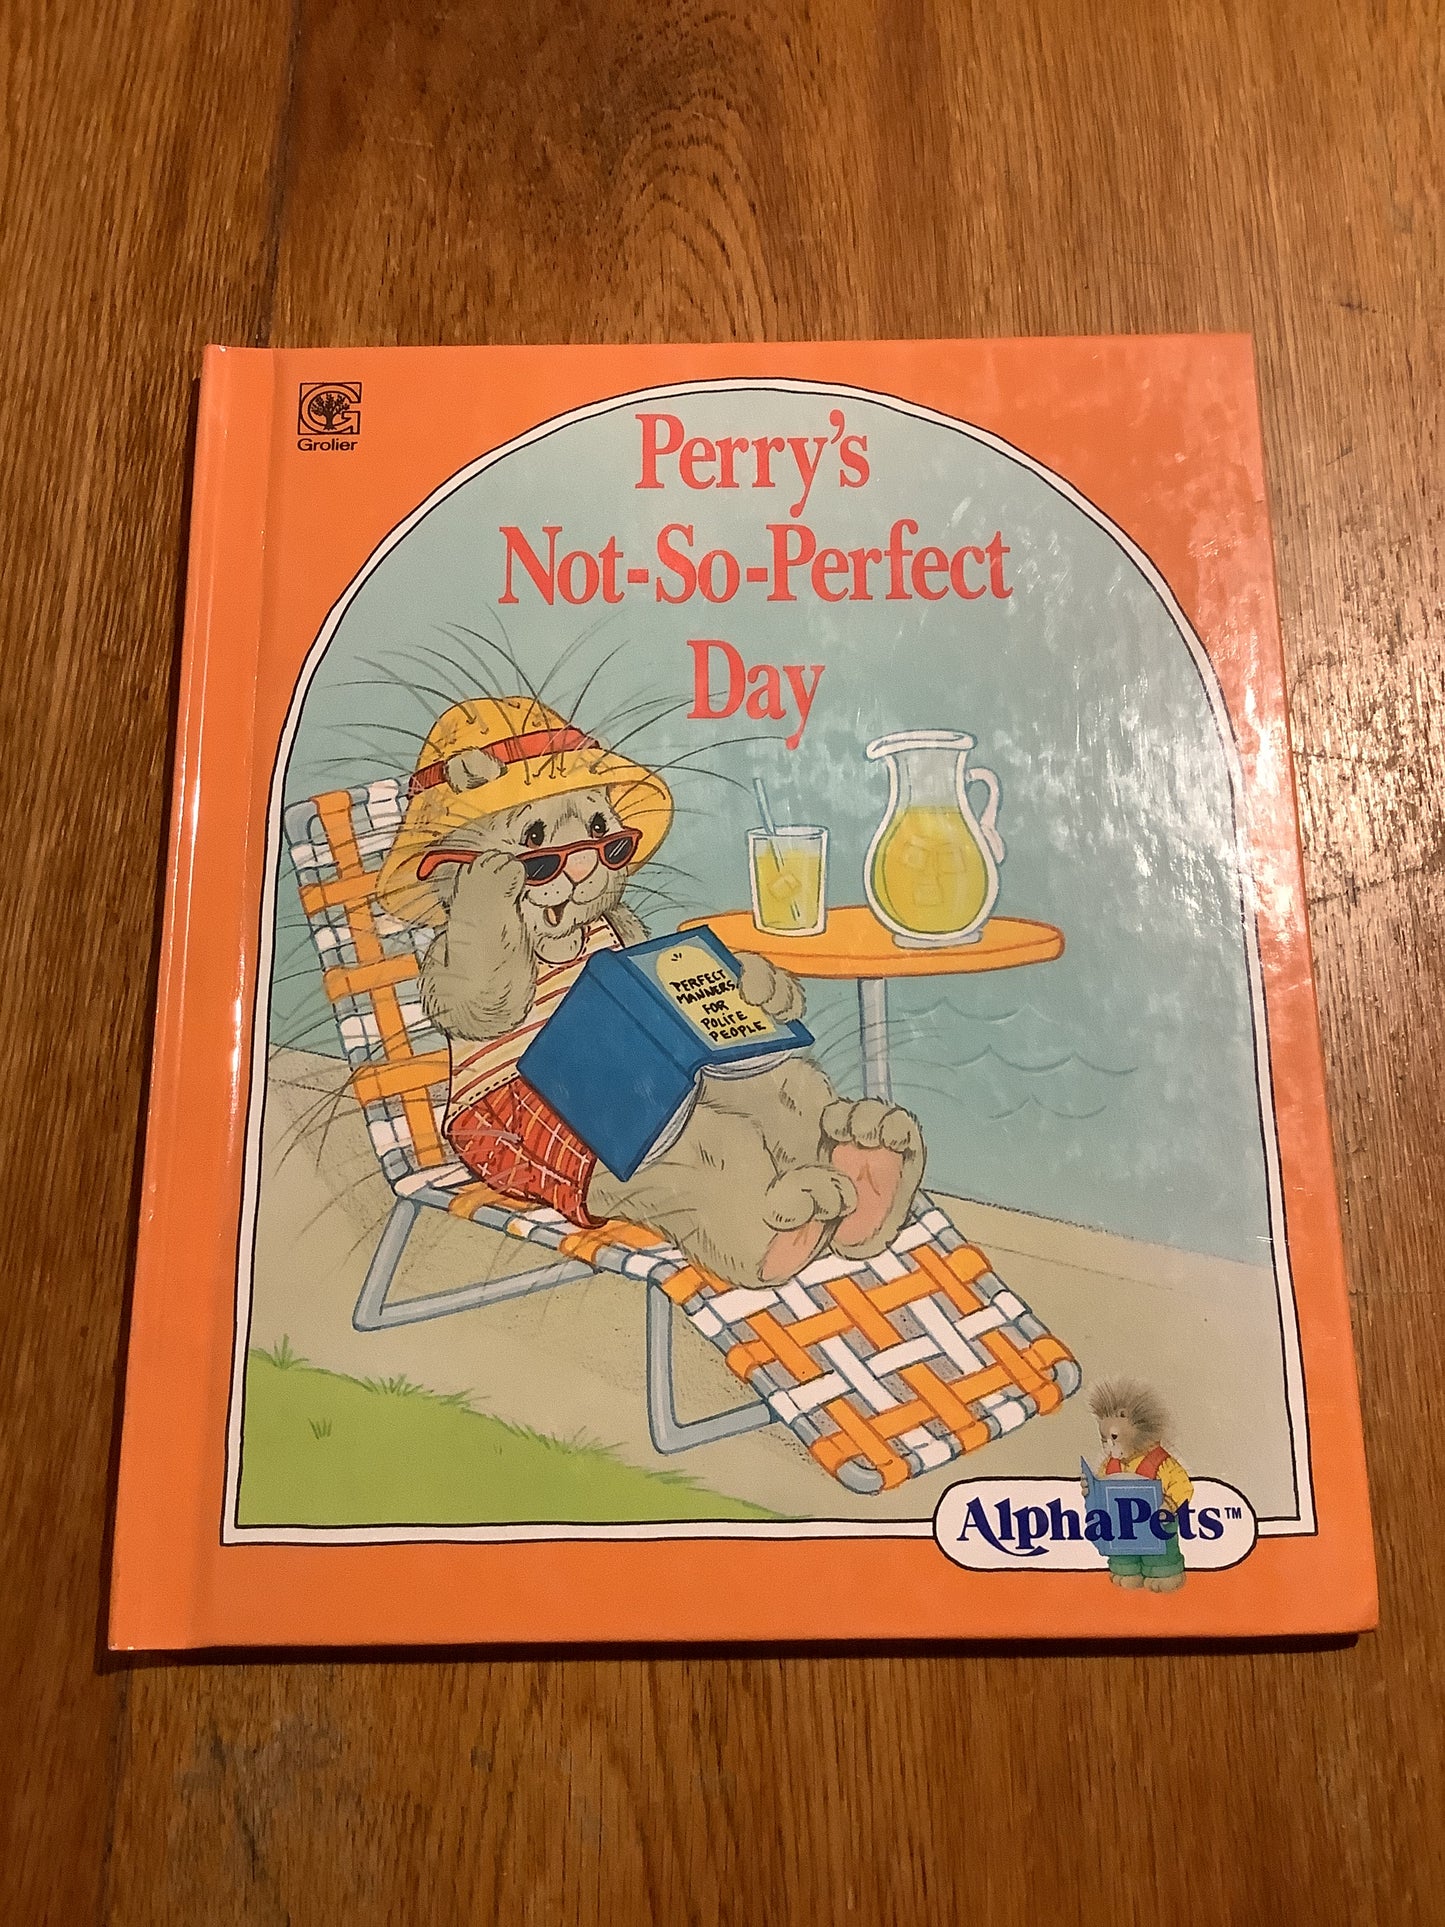 Grolier
Perry's
Not-So-Perfect
Day
PERFECT
MANNERS
FOR
POLITE
PEOPLE
AlphaPets™